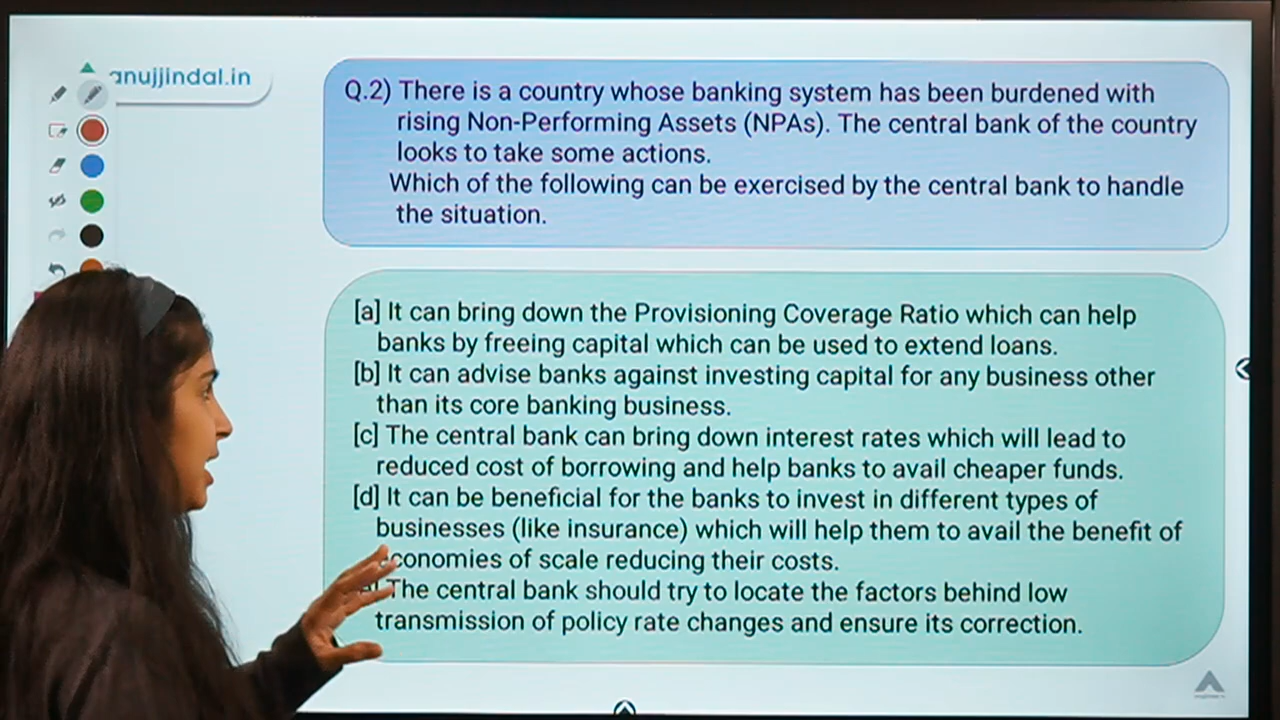 anujjindal.in
Q.2) There is a country whose banking system has been burdened with
rising Non-Performing Assets (NPAs). The central bank of the country
looks to take some actions.
Which of the following can be exercised by the central bank to handle
the situation.
[a] It can bring down the Provisioning Coverage Ratio which can help
banks by freeing capital which can be used to extend loans.
[b] It can advise banks against investing capital for any business other
than its core banking business.
[c] The central bank can bring down interest rates which will lead to
reduced cost of borrowing and help banks to avail cheaper funds.
[d] It can be beneficial for the banks to invest in different types of
businesses (like insurance) which will help them to avail the benefit of
economies of scale reducing their costs.
The central bank should try to locate the factors behind low
transmission of policy rate changes and ensure its correction.